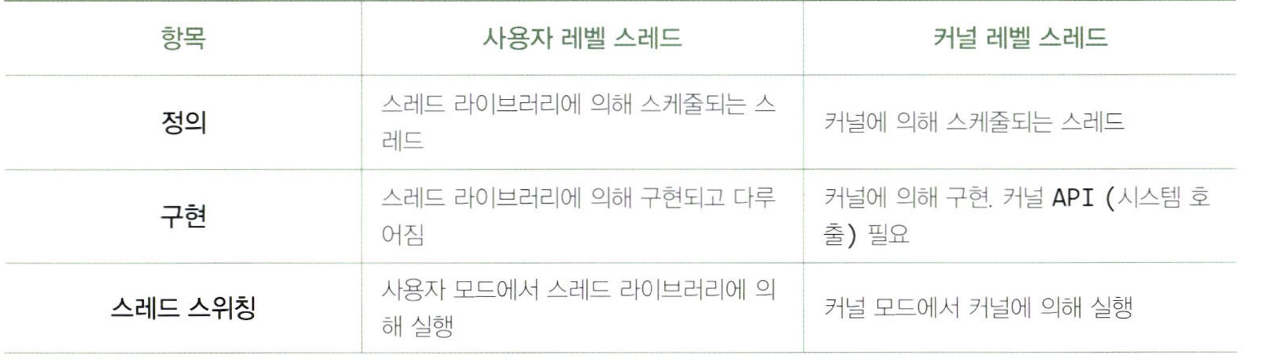 항목 사용자 레벨 스레드 커널 레벨 스레드
정의
스레드 라이브러리에 의해 스케줄되는 스
레드
커널에 의해 스케줄되는 스레드
구현
스레드 라이브러리에 의해 구현되고 다루
어짐
커널에 의해 구현. 커널 API (시스템 호
출) 필요
스레드 스위칭
사용자 모드에서 스레드 라이브러리에 의
해 실행
커널 모드에서 커널에 의해 실행